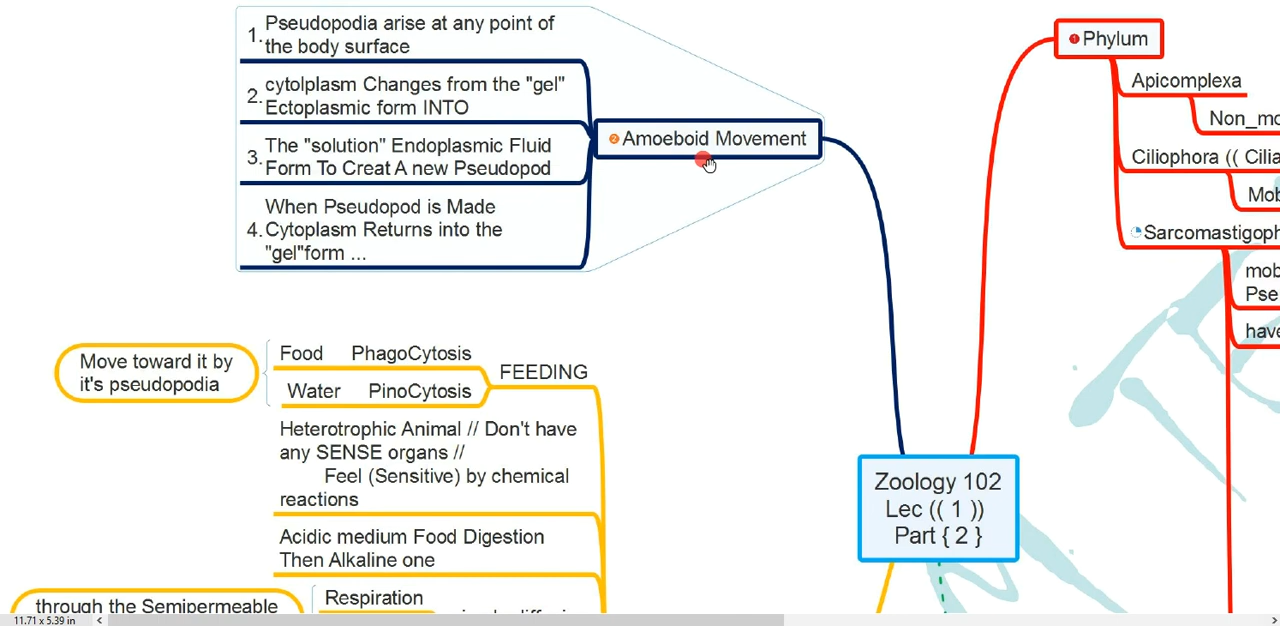 1. Pseudopodia arise at any point of
the body surface
2. cytolplasm Changes from the "gel"
Ectoplasmic form INTO
3. The "solution" Endoplasmic Fluid
Form To Creat A new Pseudopod
4. When Pseudopod is Made
Cytoplasm Returns into the
"gel"form ...
2 Amoeboid Movement
1 Phylum
Apicomplexa
Ciliophora ((
Move toward it by
it's pseudopodia
Food PhagoCytosis
Water PinoCytosis
FEEDING
Heterotrophic Animal // Don't have
any SENSE organs //
Feel (Sensitive) by chemical
reactions
Acidic medium Food Digestion
Then Alkaline one
through the Semipermeable
Respiration
Zoology 102
Lec (( 1 ))
Part { 2 }
have
11.71 x 5.39 in